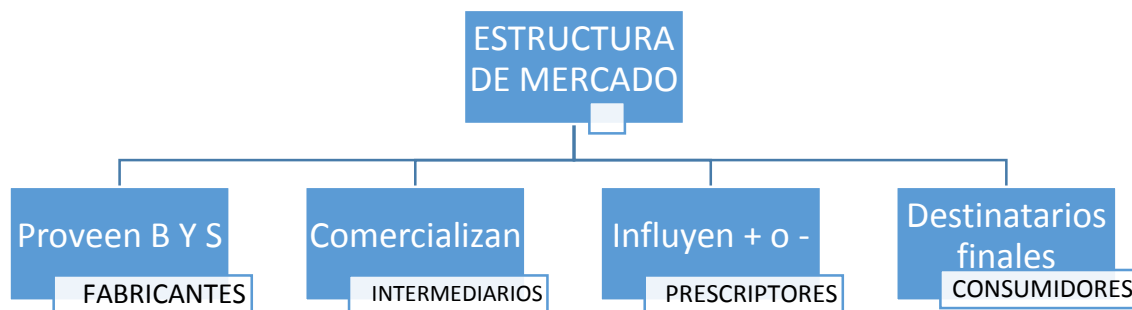 ESTRUCTURA
DE MERCADO
Proveen B Y S
FABRICANTES
Comercializan
INTERMEDIARIOS
Influyen + o -
PRESCRIPTORES
Destinatarios
finales
CONSUMIDORES